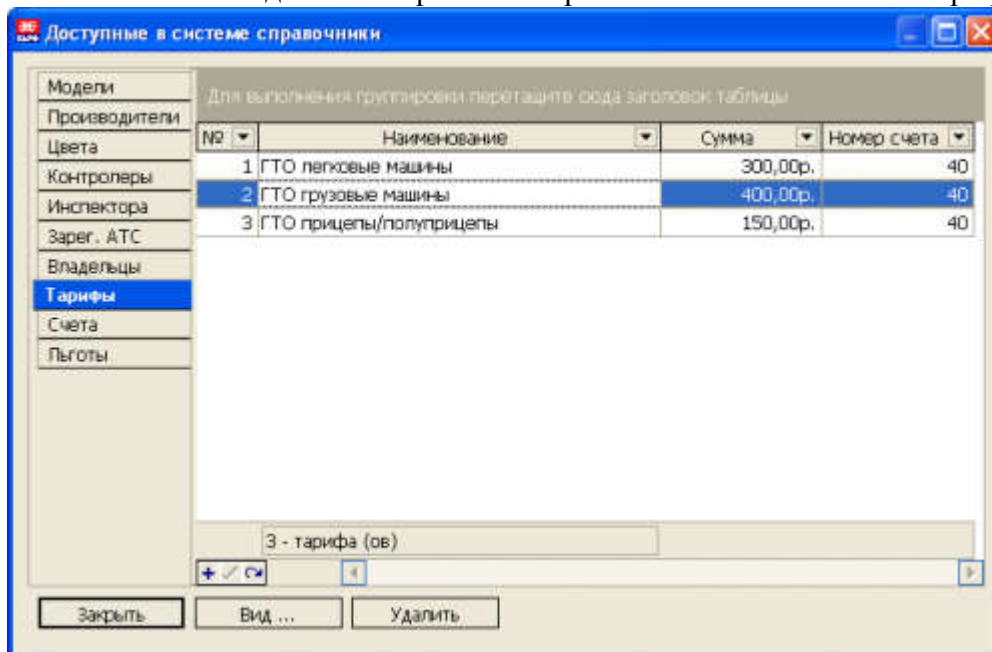 Доступные в системе справочники
Модели
Производители
Цвета
Контролеры
Инспектора
Зарег. АТС
Владельцы
Тарифы
Счета
Льготы
Для выполнения группировки перетащите сюда заголовок таблицы
№ Наименование Сумма Номер счета
1 ГТО легковые машины 300,00р. 40
2 ГТО грузовые машины 400,00р. 40
3 ГТО прицепы/полуприцепы 150,00р. 40
3 - тарифа (ов)
Закрыть Вид ... Удалить